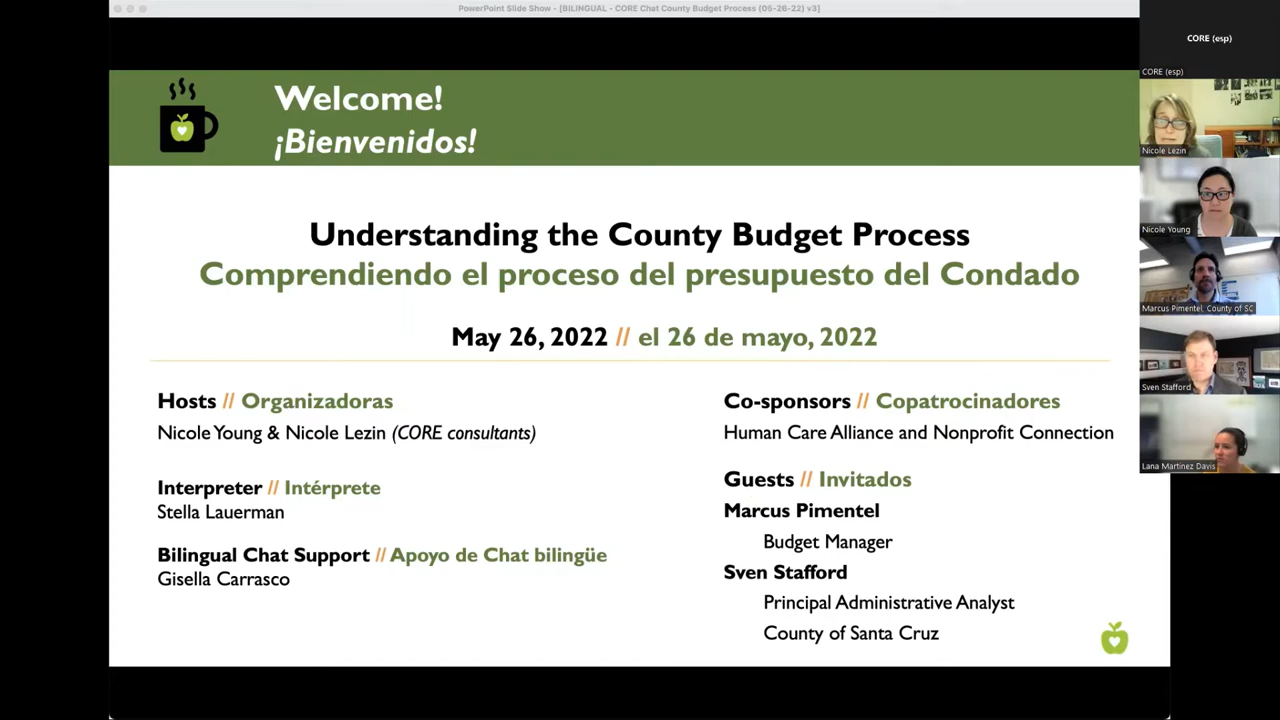 PowerPoint Slide Show - [BILINGUAL - CORE Chat County Budget Process (05-26-22) v3]
Welcome!
¡Bienvenidos!
Understanding the County Budget Process
Comprendiendo el proceso del presupuesto del Condado
May 26, 2022 // el 26 de mayo, 2022
Hosts // Organizadoras
Nicole Young & Nicole Lezin (CORE consultants)
Interpreter // Intérprete
Stella Lauerman
Bilingual Chat Support // Apoyo de Chat bilingüe
Gisella Carrasco
Co-sponsors // Copatrocinadores
Human Care Alliance and Nonprofit Connection
Guests // Invitados
Marcus Pimentel
Budget Manager
Sven Stafford
Principal Administrative Analyst
County of Santa Cruz
CORE (esp)
CORE (esp)
Nicole Lezin
Nicole Young
Marcus Pimentel, County of SC
Sven Stafford
Lana Martinez Davis